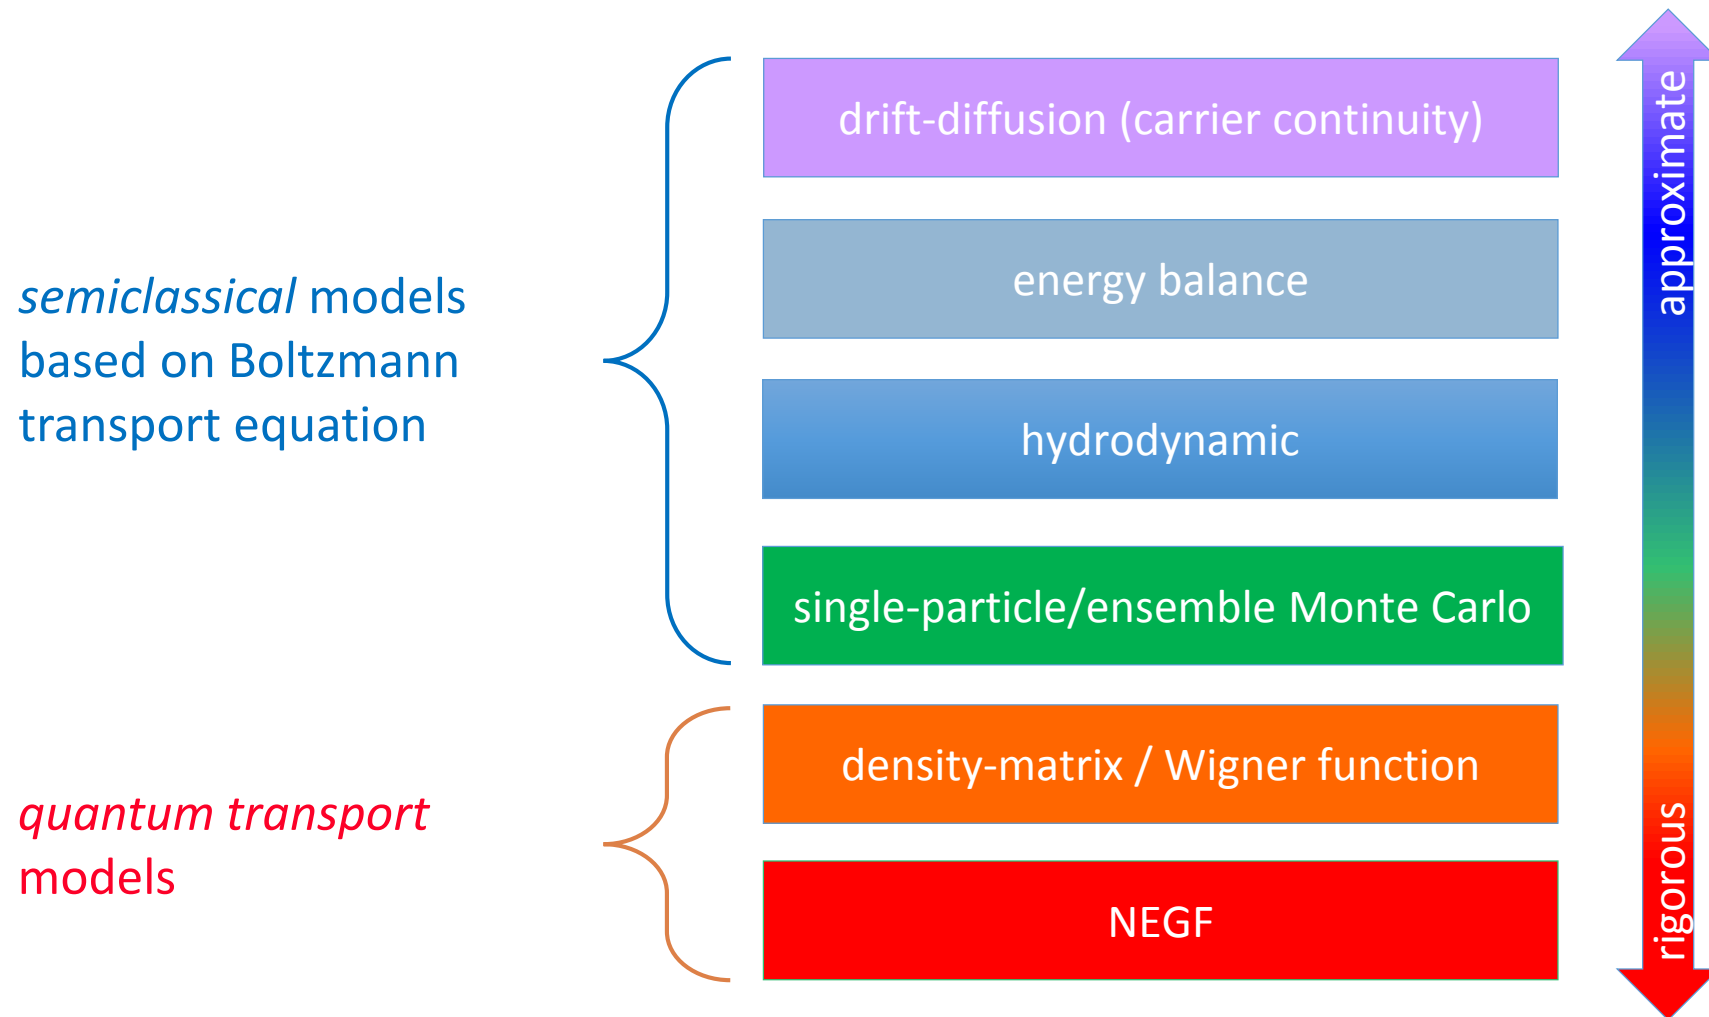 drift-diffusion (carrier continuity)
energy balance
semiclassical models
based on Boltzmann
transport equation
hydrodynamic
single-particle/ensemble Monte Carlo
density-matrix / Wigner function
quantum transport
models
NEGF
approximate
rigorous